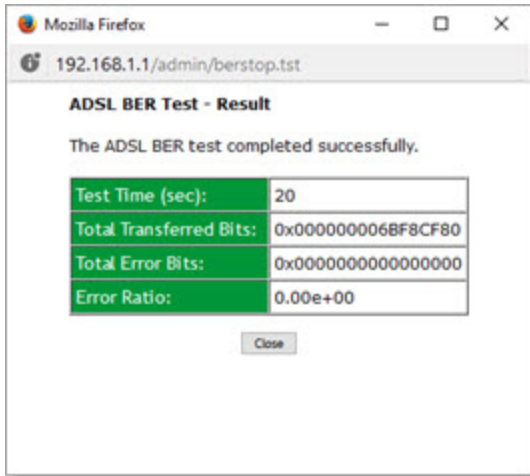 Mozilla Firefox
192.168.1.1/admin/berstop.tst
ADSL BER Test - Result
The ADSL BER test completed successfully.
Test Time (sec): 20
Total Transferred Bits: 0x000000006BF8CF80
Total Error Bits: 0x0000000000000000
Error Ratio: 0.00e+00
Close